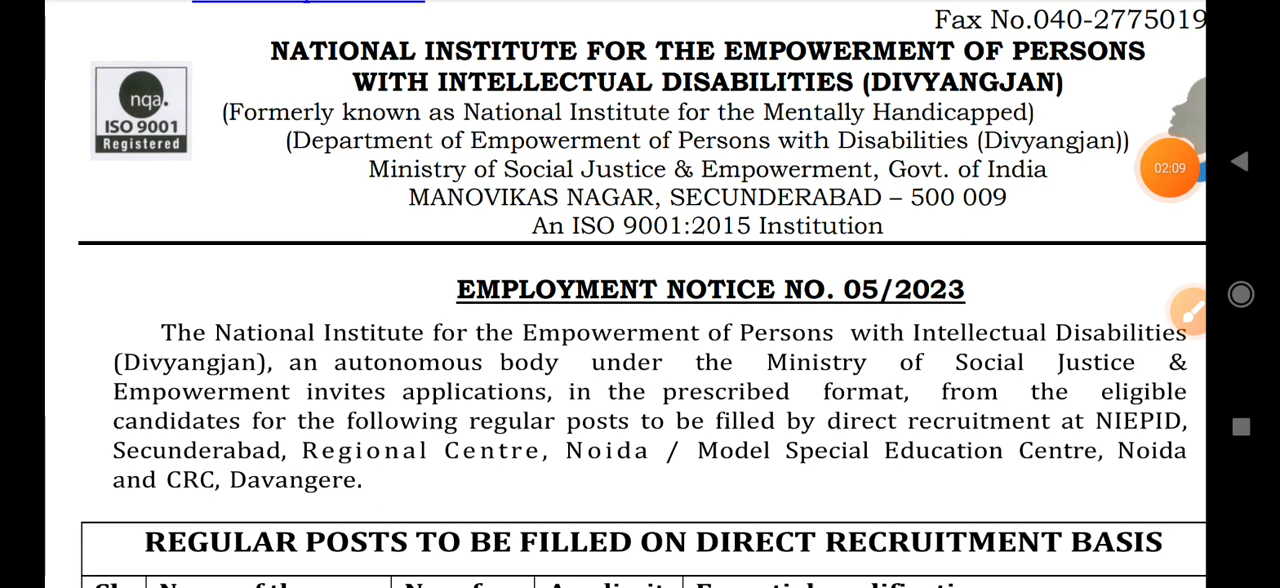 Fax No.040-2775019
NATIONAL INSTITUTE FOR THE EMPOWERMENT OF PERSONS
WITH INTELLECTUAL DISABILITIES (DIVYANGJAN)
(Formerly known as National Institute for the Mentally Handicapped)
(Department of Empowerment of Persons with Disabilities (Divyangjan))
Ministry of Social Justice & Empowerment, Govt. of India
MANOVIKAS NAGAR, SECUNDERABAD – 500 009
An ISO 9001:2015 Institution
nqa.
ISO 9001
Registered
02:09
EMPLOYMENT NOTICE NO. 05/2023
The National Institute for the Empowerment of Persons with Intellectual Disabilities
(Divyangjan), an autonomous body under the Ministry of Social Justice &
Empowerment invites applications, in the prescribed format, from the eligible
candidates for the following regular posts to be filled by direct recruitment at NIEPID,
Secunderabad, Regional Centre, Noida / Model Special Education Centre, Noida
and CRC, Davangere.
REGULAR POSTS TO BE FILLED ON DIRECT RECRUITMENT BASIS